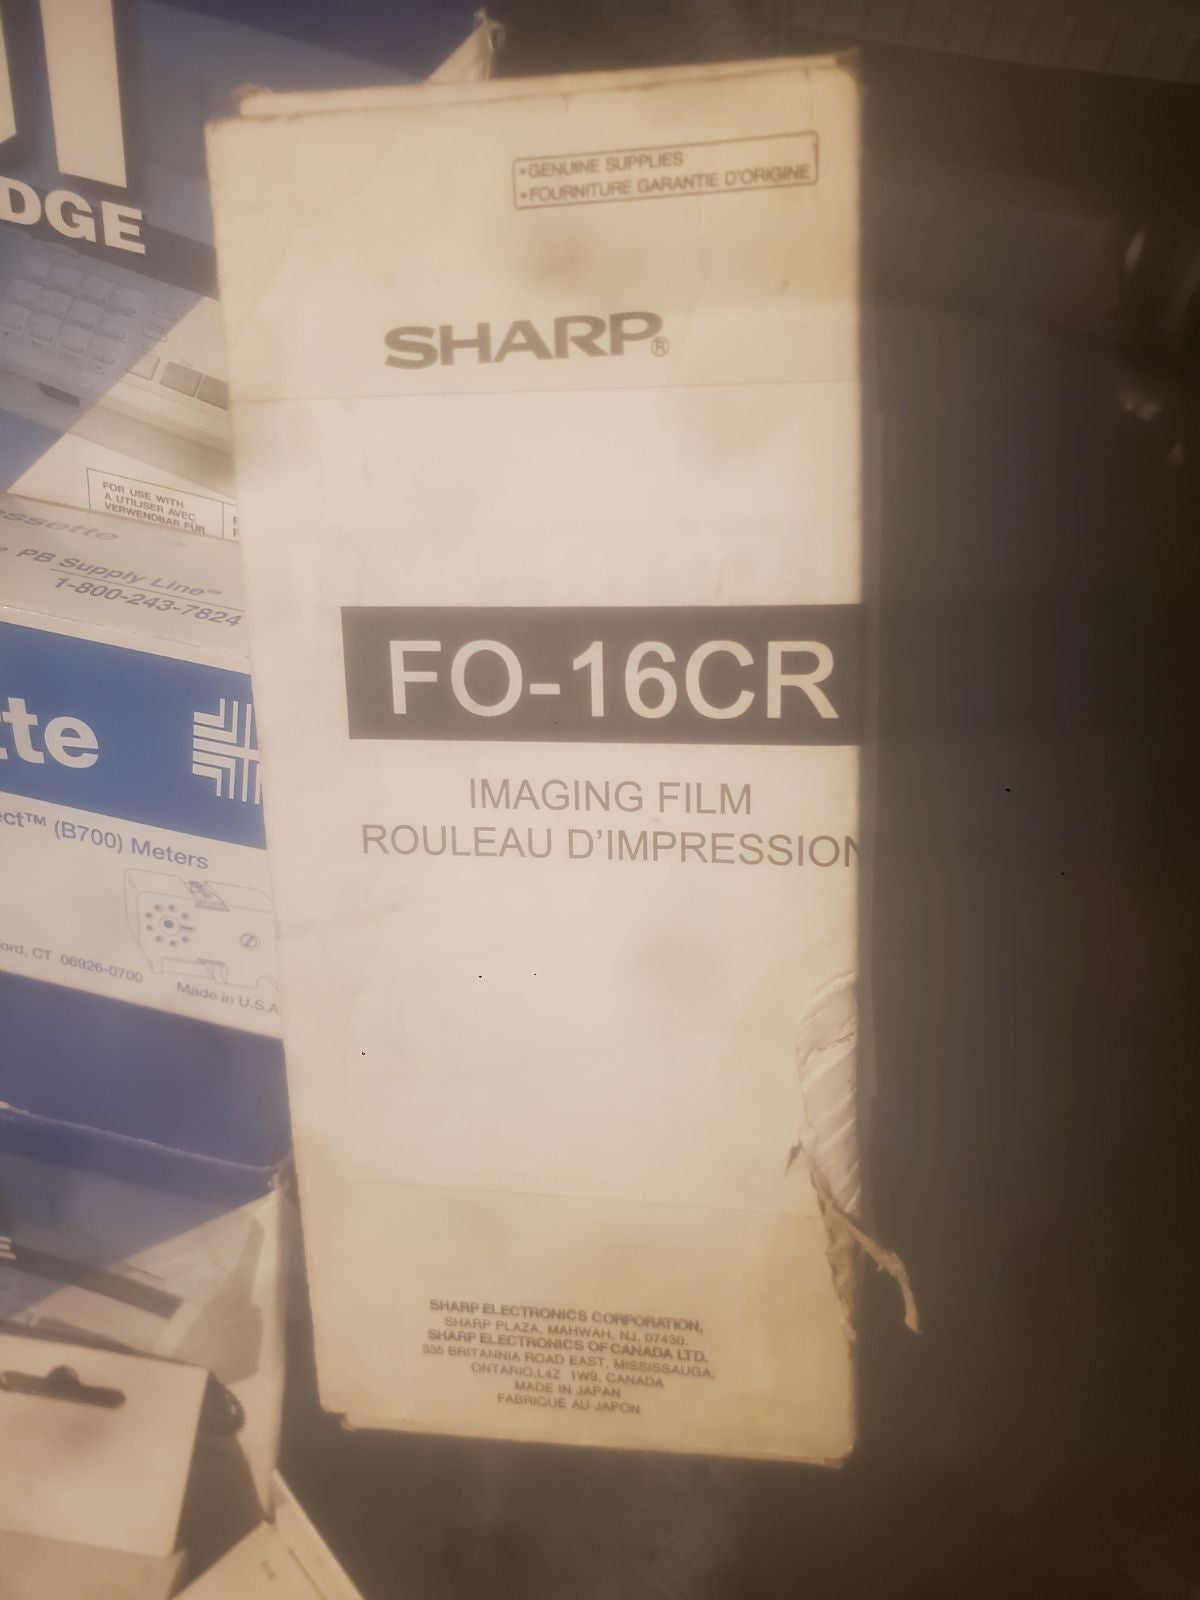 • GENUINE SUPPLIES
• FOURNITURE GARANTIE D'ORIGINE
SHARP®
FO-16CR
IMAGING FILM
ROULEAU D'IMPRESSION
SHARP ELECTRONICS CORPORATION,
SHARP PLAZA, MAHWAH, NJ. 07430.
SHARP ELECTRONICS OF CANADA LTD.
335 BRITANNIA ROAD EAST, MISSISSAUGA,
ONTARIO,L4Z 1W9. CANADA
MADE IN JAPAN
FABRIQUÉ AU JAPON
DGE
FOR USE WITH
A UTILISER AVEC
VERWENDBAR FÜR
ssette
PB Supply Line℠
1-800-243-7824
tte
ect™ (B700) Meters
ord, CT 06926-0700
Made in U.S.A
E